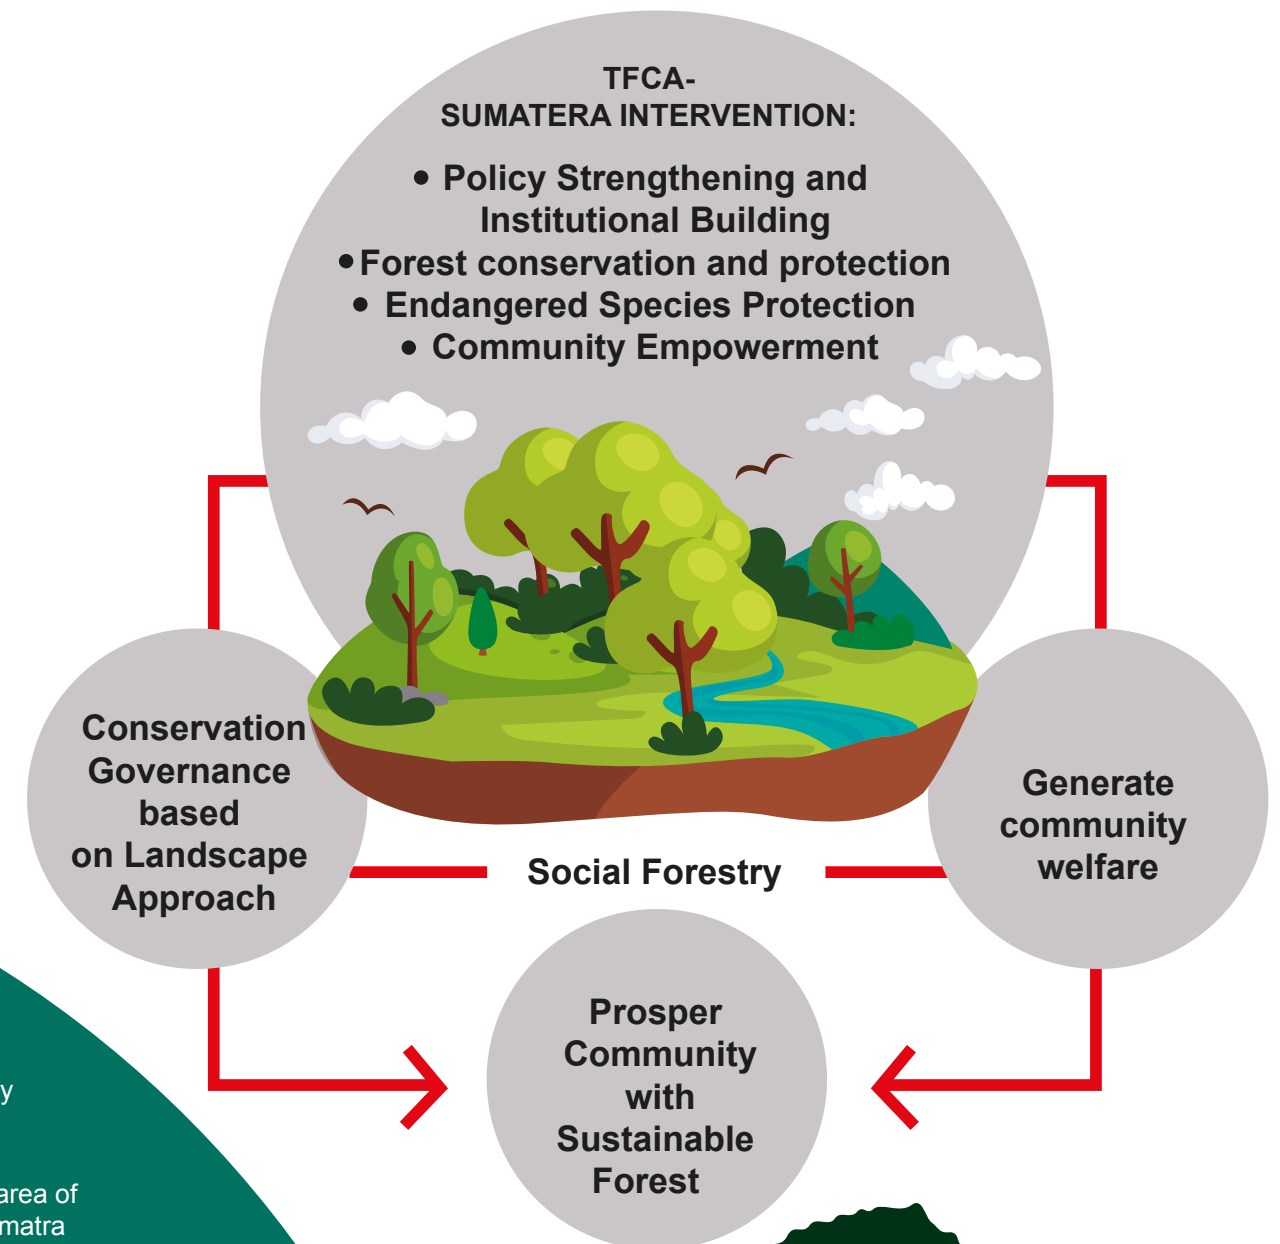 TFCA-
SUMATERA INTERVENTION:
• Policy Strengthening and
Institutional Building
• Forest conservation and protection
• Endangered Species Protection
• Community Empowerment
Conservation
Governance
based
on Landscape
Approach
Generate
community
welfare
Social Forestry
Prosper
Community
with
Sustainable
Forest
y
area of
matra